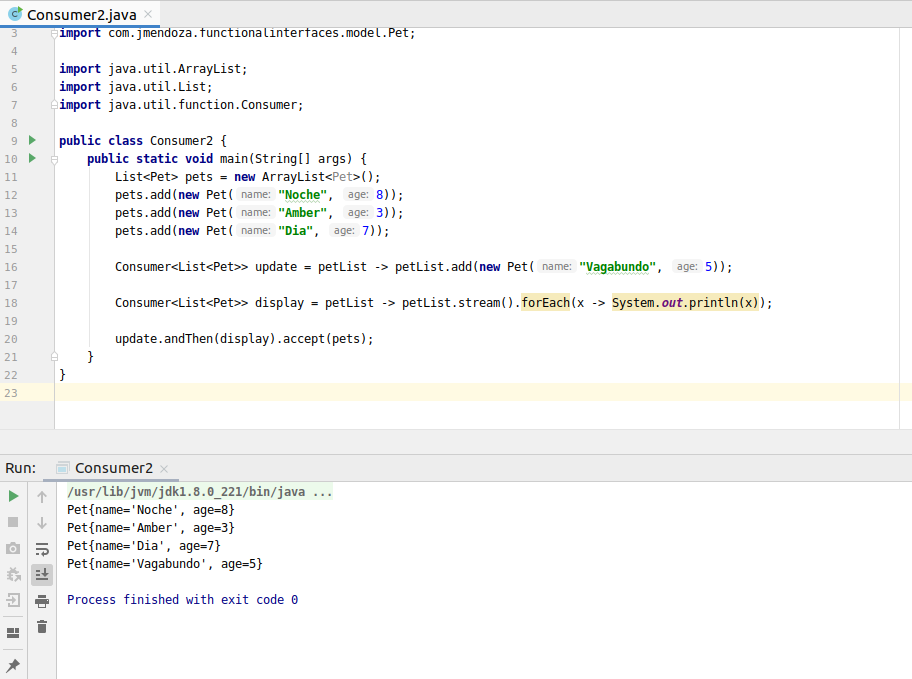 Consumer2.java
3 import com.jmendoza.functionalinterfaces.model.Pet;
4
5 import java.util.ArrayList;
6 import java.util.List;
7 import java.util.function.Consumer;
8
9 public class Consumer2 {
10 public static void main(String[] args) {
11 List<Pet> pets = new ArrayList<Pet>();
12 pets.add(new Pet( name: "Noche", age: 8));
13 pets.add(new Pet( name: "Amber", age: 3));
14 pets.add(new Pet( name: "Dia", age: 7));
15
16 Consumer<List<Pet>> update = petList -> petList.add(new Pet( name: "Vagabundo", age: 5));
17
18 Consumer<List<Pet>> display = petList -> petList.stream().forEach(x -> System.out.println(x));
19
20 update.andThen(display).accept(pets);
21 }
22 }
23
Run: Consumer2
/usr/lib/jvm/jdk1.8.0_221/bin/java ...
Pet{name='Noche', age=8}
Pet{name='Amber', age=3}
Pet{name='Dia', age=7}
Pet{name='Vagabundo', age=5}
Process finished with exit code 0